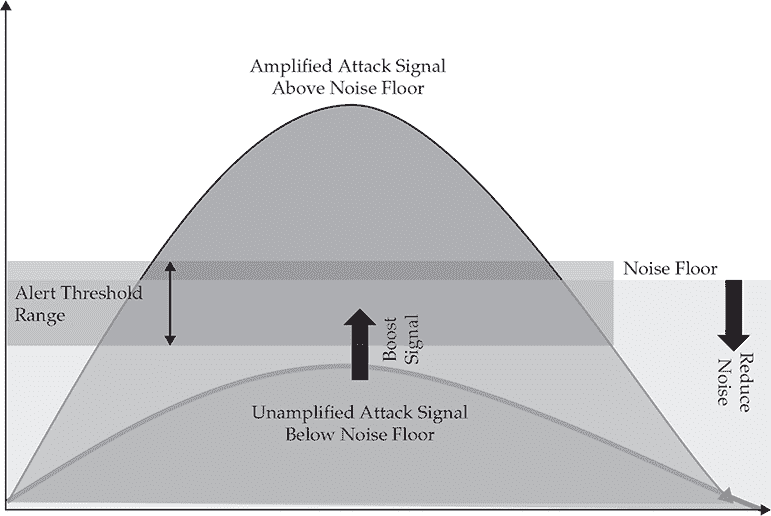 Amplified Attack Signal
Above Noise Floor
Noise Floor
Alert Threshold
Range
Boost
Signal
Reduce
Noise
Unamplified Attack Signal
Below Noise Floor